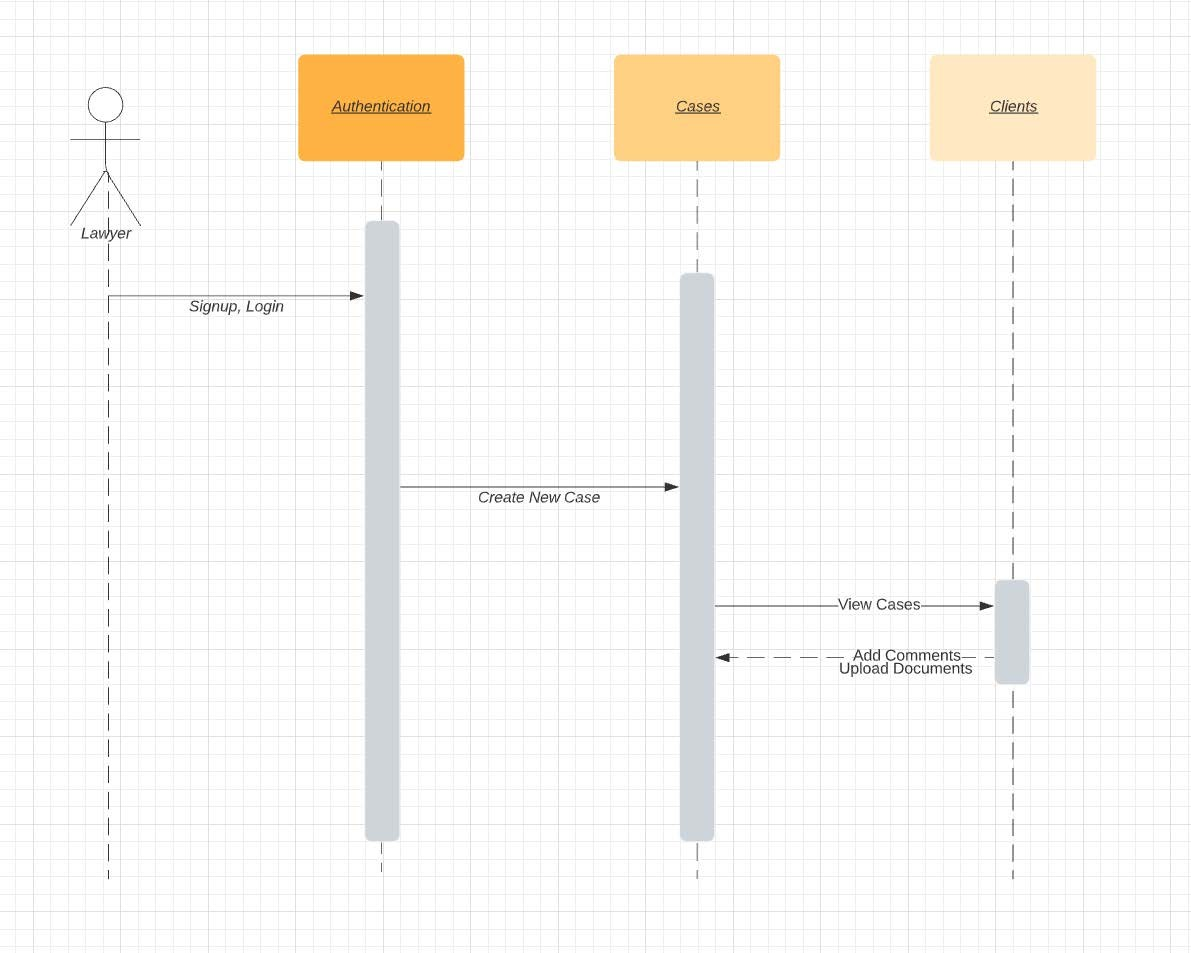 Authentication
Cases
Clients
Lawyer
Signup, Login
Create New Case
View Cases
Add Comments
Upload Documents